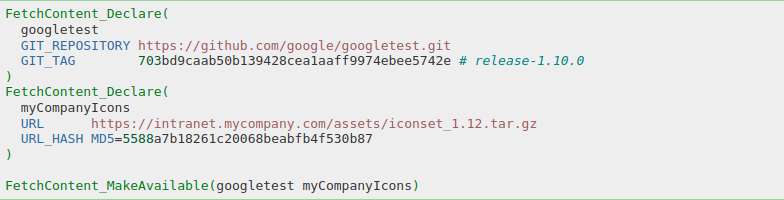 FetchContent_Declare(
  googletest
  GIT_REPOSITORY https://github.com/google/googletest.git
  GIT_TAG        703bd9caab50b139428cea1aaff9974ebee5742e # release-1.10.0
)
FetchContent_Declare(
  myCompanyIcons
  URL      https://intranet.mycompany.com/assets/iconset_1.12.tar.gz
  URL_HASH MD5=5588a7b18261c20068beabfb4f530b87
)

FetchContent_MakeAvailable(googletest myCompanyIcons)